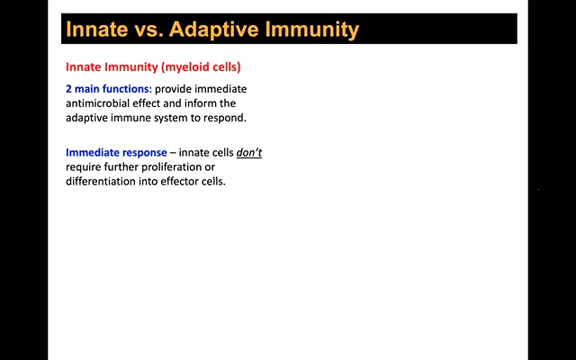 Innate vs. Adaptive Immunity
Innate Immunity (myeloid cells)
2 main functions: provide immediate
antimicrobial effect and inform the
adaptive immune system to respond.
Immediate response – innate cells don't
require further proliferation or
differentiation into effector cells.